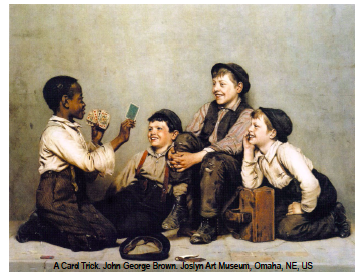 A Card Trick. John George Brown. Joslyn Art Museum, Omaha, NE, US